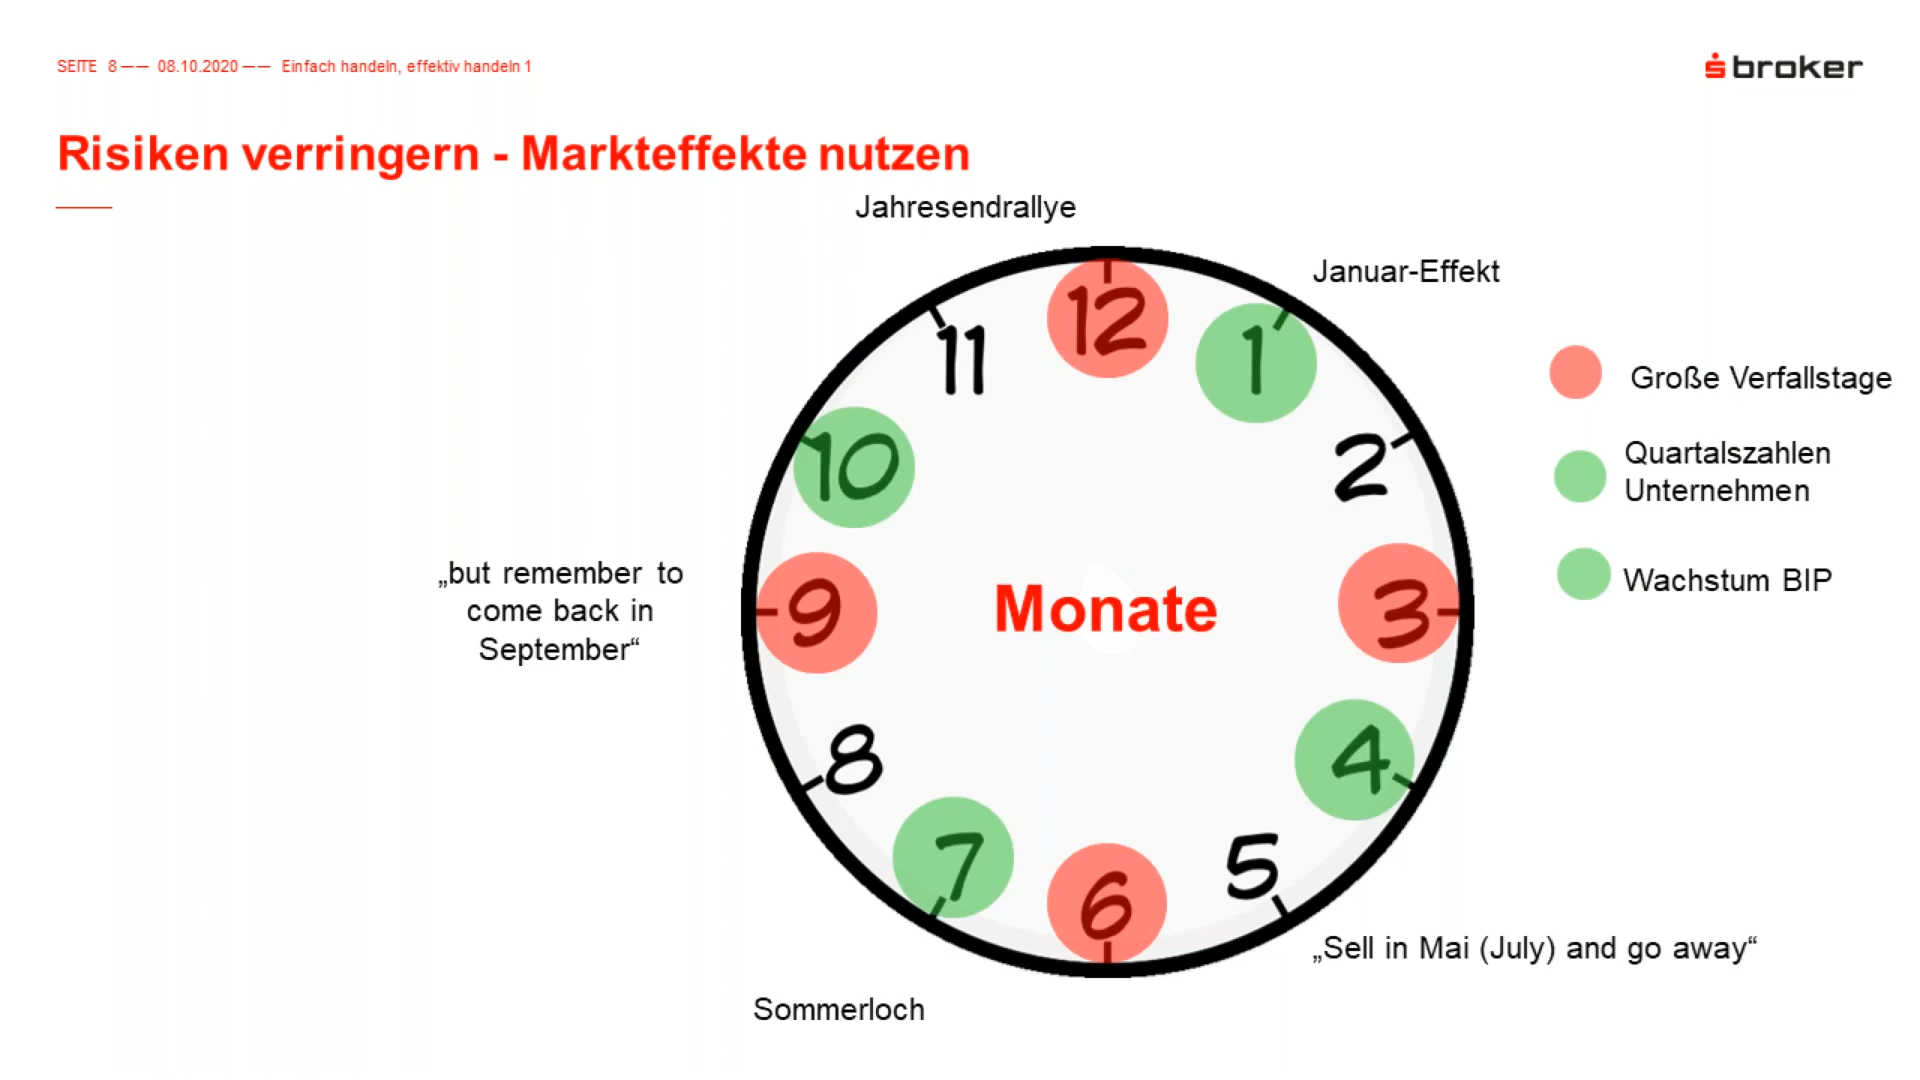 SEITE 8 —— 08.10.2020 —— Einfach handeln, effektiv handeln 1
broker
Risiken verringern - Markteffekte nutzen
Jahresendrallye
Januar-Effekt
12
11
1
10
2
Große Verfallstage
Quartalszahlen
Unternehmen
Wachstum BIP
„but remember to
come back in
September“
9
Monate
3
8
4
7
6
5
„Sell in Mai (July) and go away“
Sommerloch